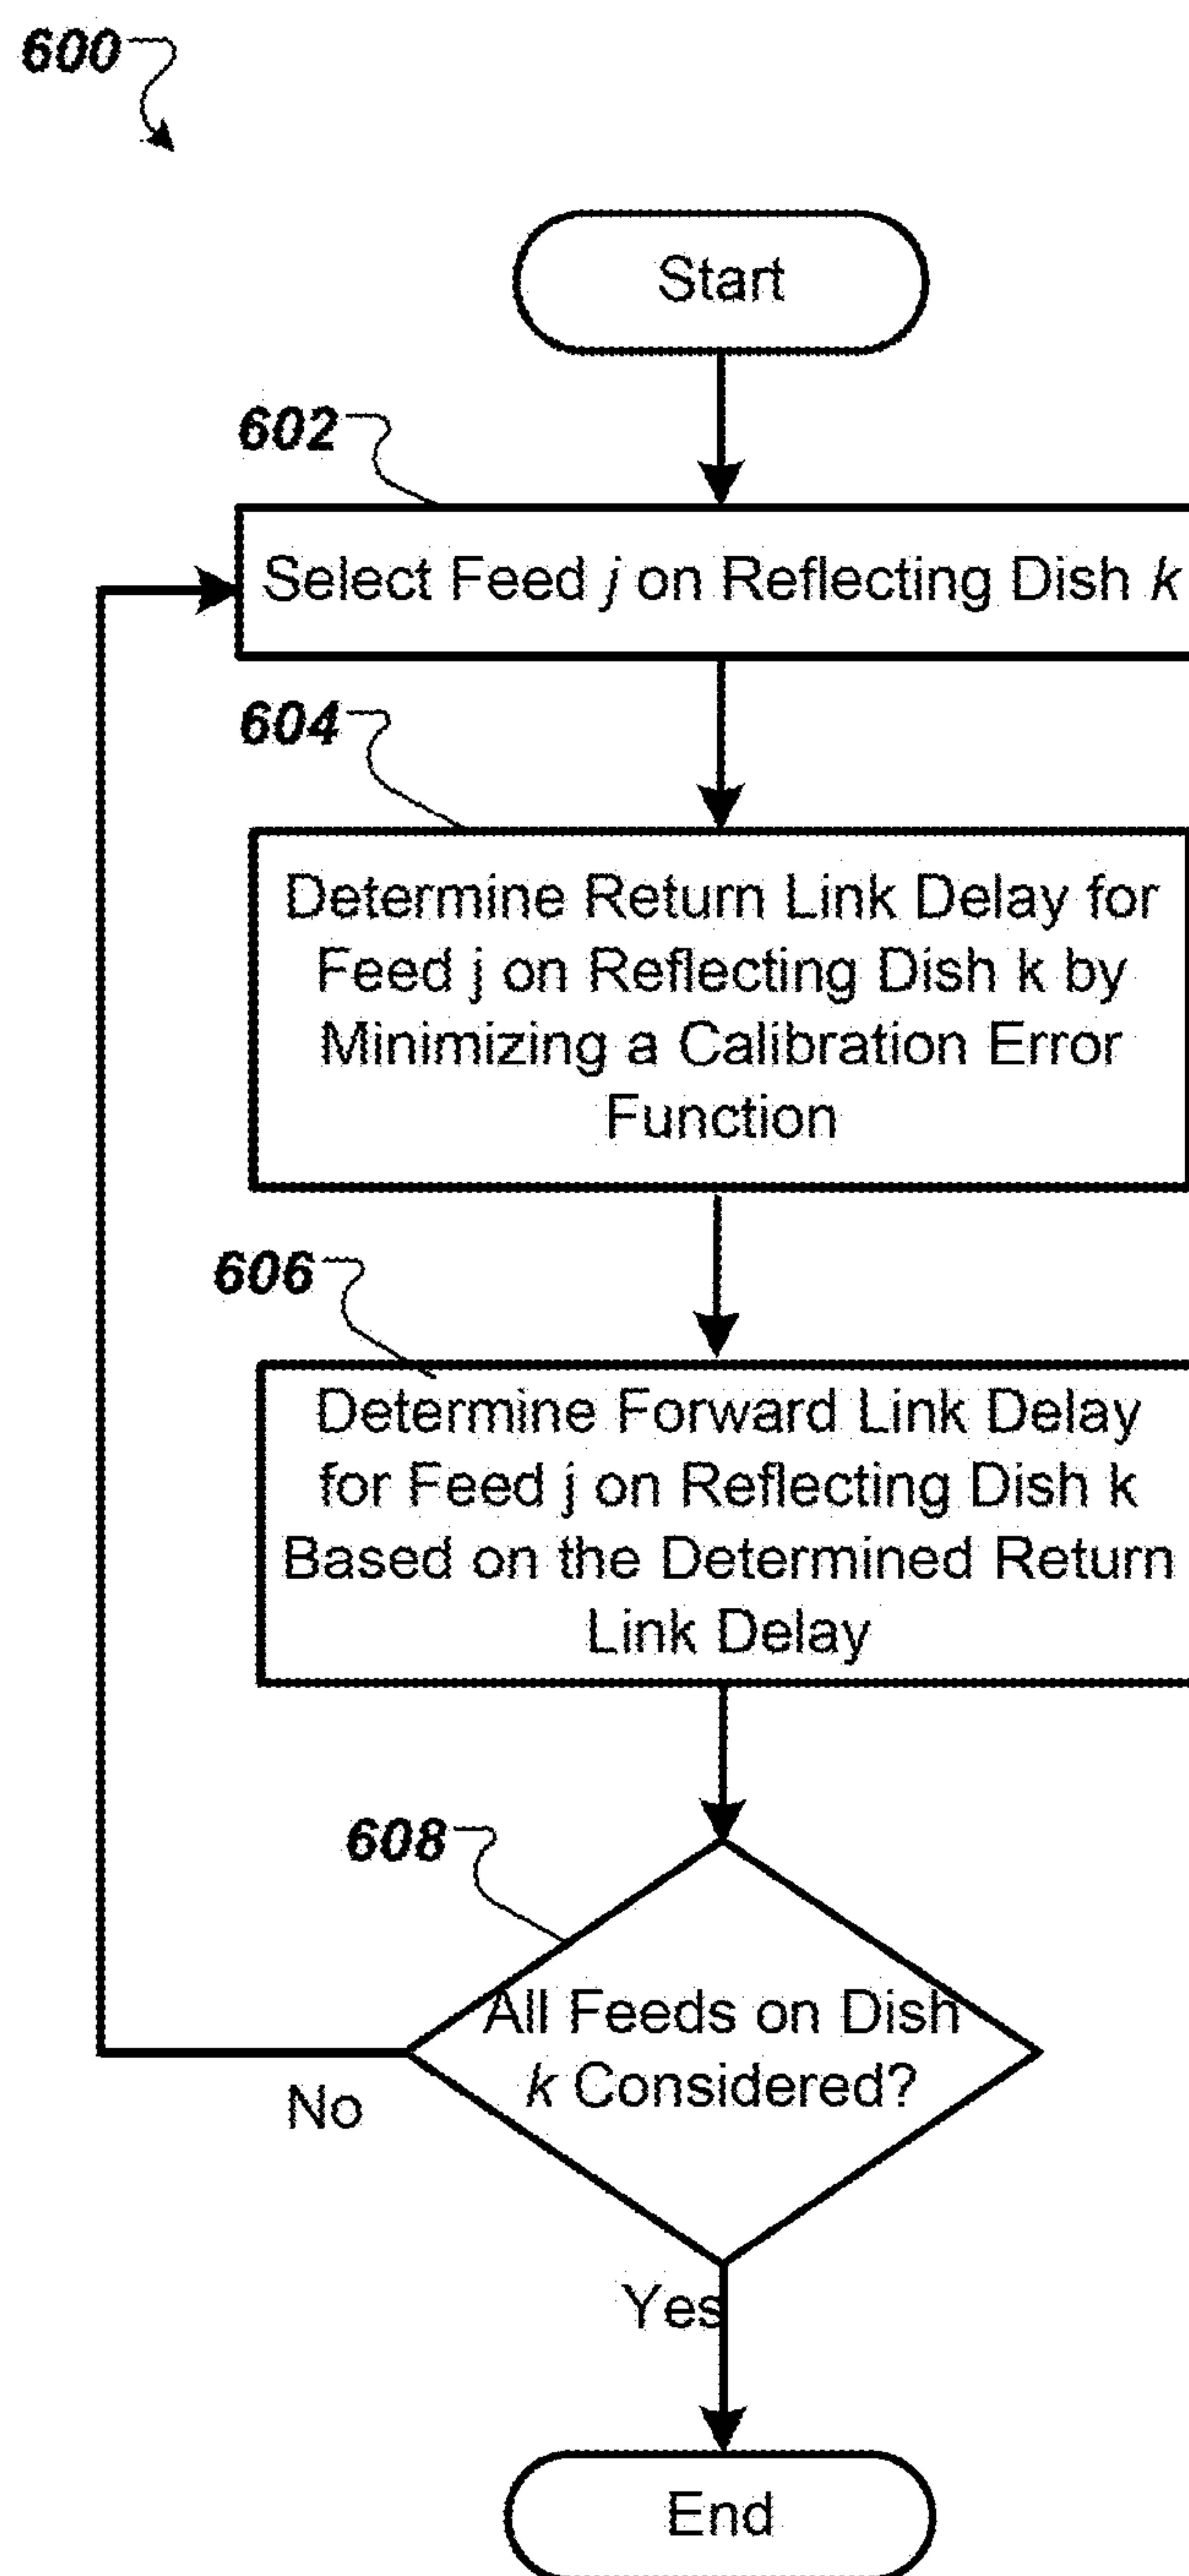 600
Start
602
Select Feed j on Reflecting Dish k
604
Determine Return Link Delay for
Feed j on Reflecting Dish k by
Minimizing a Calibration Error
Function
606
Determine Forward Link Delay
for Feed j on Reflecting Dish k
Based on the Determined Return
Link Delay
608
All Feeds on Dish
k Considered?
No
Yes
End